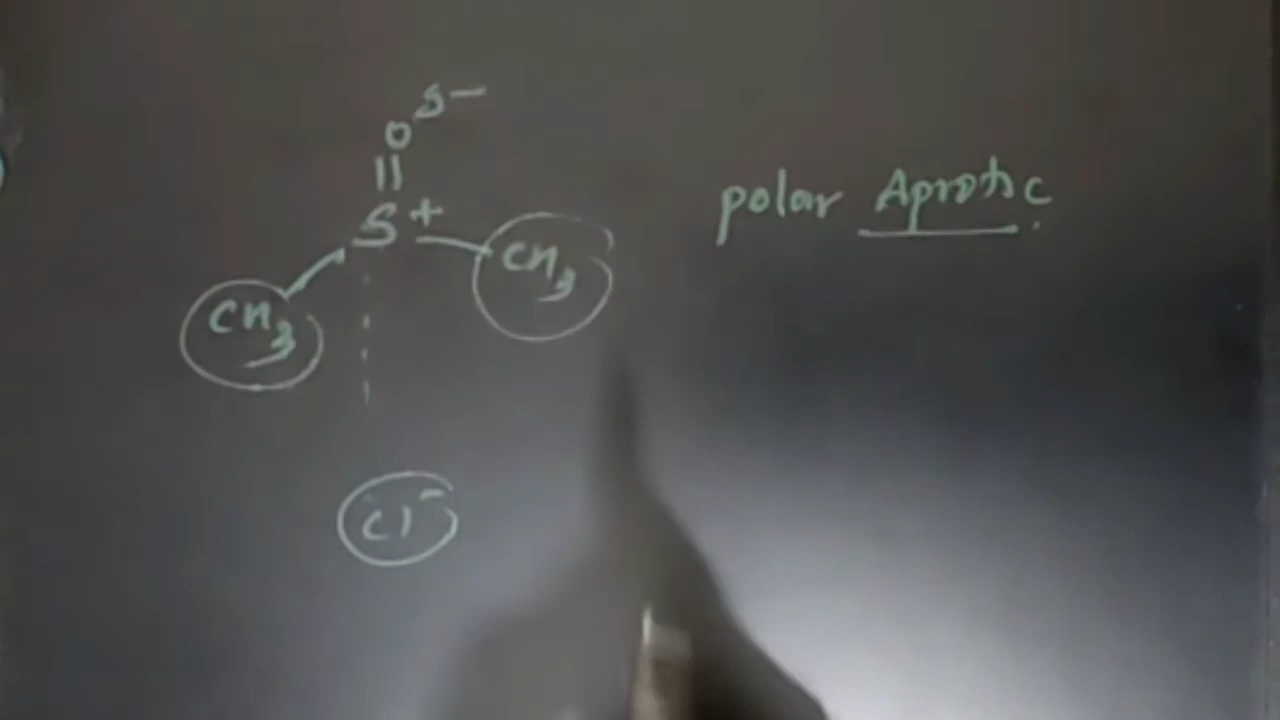 δ−
O
||
S+
CH3
CH3
Cl−
polar Aprotic